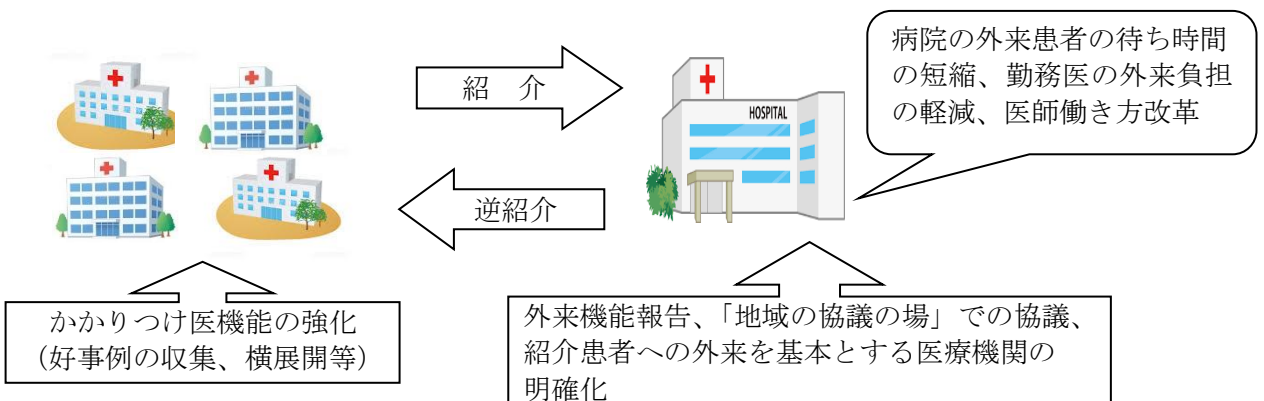 病院の外来患者の待ち時間
の短縮、勤務医の外来負担
の軽減、医師働き方改革
紹 介
HOSPITAL
逆紹介
かかりつけ医機能の強化
（好事例の収集、横展開等）
外来機能報告、「地域の協議の場」での協議、
紹介患者への外来を基本とする医療機関の
明確化